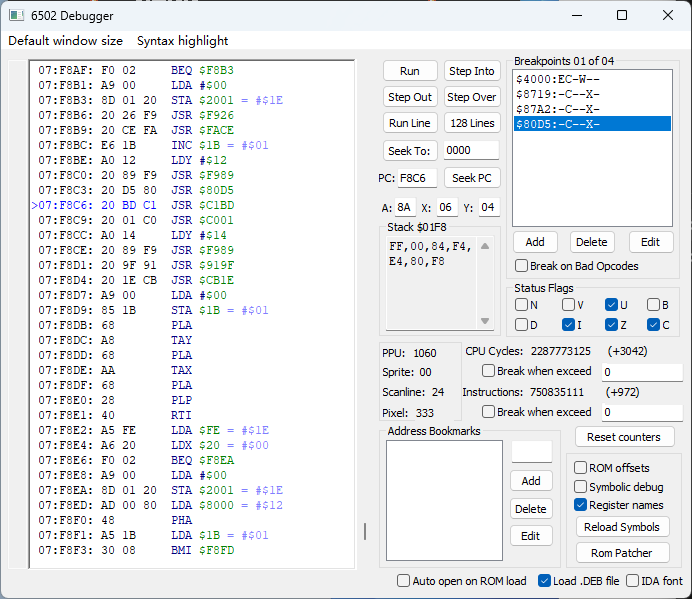 6502 Debugger
Default window size Syntax highlight
07:F8AF: F0 02 BEQ $F8B3
07:F8B1: A9 00 LDA #$00
07:F8B3: 8D 01 20 STA $2001 = #$1E
07:F8B6: 20 26 F9 JSR $F926
07:F8B9: 20 CE FA JSR $FACE
07:F8BC: E6 1B INC $1B = #$01
07:F8BE: A0 12 LDY #$12
07:F8C0: 20 89 F9 JSR $F989
07:F8C3: 20 D5 80 JSR $80D5
>07:F8C6: 20 BD C1 JSR $C1BD
07:F8C9: 20 01 C0 JSR $C001
07:F8CC: A0 14 LDY #$14
07:F8CE: 20 89 F9 JSR $F989
07:F8D1: 20 9F 91 JSR $919F
07:F8D4: 20 1E CB JSR $CB1E
07:F8D7: A9 00 LDA #$00
07:F8D9: 85 1B STA $1B = #$01
07:F8DB: 68 PLA
07:F8DC: A8 TAY
07:F8DD: 68 PLA
07:F8DE: AA TAX
07:F8DF: 68 PLA
07:F8E0: 28 PLP
07:F8E1: 40 RTI
07:F8E2: A5 FE LDA $FE = #$1E
07:F8E4: A6 20 LDX $20 = #$00
07:F8E6: F0 02 BEQ $F8EA
07:F8E8: A9 00 LDA #$00
07:F8EA: 8D 01 20 STA $2001 = #$1E
07:F8ED: AD 00 80 LDA $8000 = #$12
07:F8F0: 48 PHA
07:F8F1: A5 1B LDA $1B = #$01
07:F8F3: 30 08 BMI $F8FD
Run Step Into
Step Out Step Over
Run Line 128 Lines
Seek To: 0000
PC: F8C6 Seek PC
A: 8A X: 06 Y: 04
Stack $01F8
FF,00,84,F4,
E4,80,F8
Breakpoints 01 of 04
$4000:EC-W--
$8719:-C--X-
$87A2:-C--X-
$80D5:-C--X-
Add Delete Edit
Break on Bad Opcodes
Status Flags
N V U B
D I Z C
PPU: 1060
Sprite: 00
Scanline: 24
Pixel: 333
CPU Cycles: 2287773125 (+3042)
Break when exceed 0
Instructions: 750835111 (+972)
Break when exceed 0
Address Bookmarks
Add
Delete
Edit
Reset counters
ROM offsets
Symbolic debug
Register names
Reload Symbols
Rom Patcher
Auto open on ROM load Load .DEB file IDA font